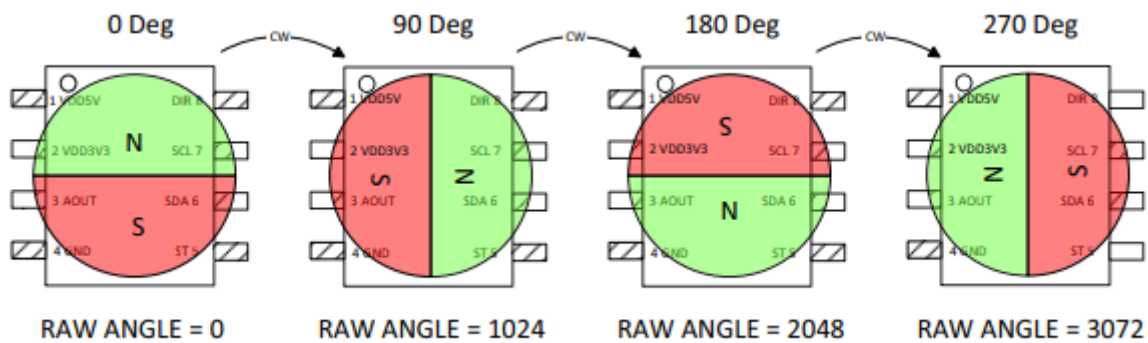 0 Deg
90 Deg
180 Deg
270 Deg
CW
CW
CW
1 VDD5V
DIR 8
2 VDD3V3
SCL 7
3 AOUT
SDA 6
4 GND
ST 5
N
S
1 VDD5V
2 VDD3V3
SCL 7
3 AOUT
SDA 6
4 GND
ST 5
S
N
1 VDD5V
DIR 8
2 VDD3V3
SCL 7
3 AOUT
SDA 6
4 GND
ST 5
S
N
1 VDD5V
DIR 8
2 VDD3V3
SCL 7
3 AOUT
SDA 6
4 GND
ST 5
N
S
RAW ANGLE = 0
RAW ANGLE = 1024
RAW ANGLE = 2048
RAW ANGLE = 3072